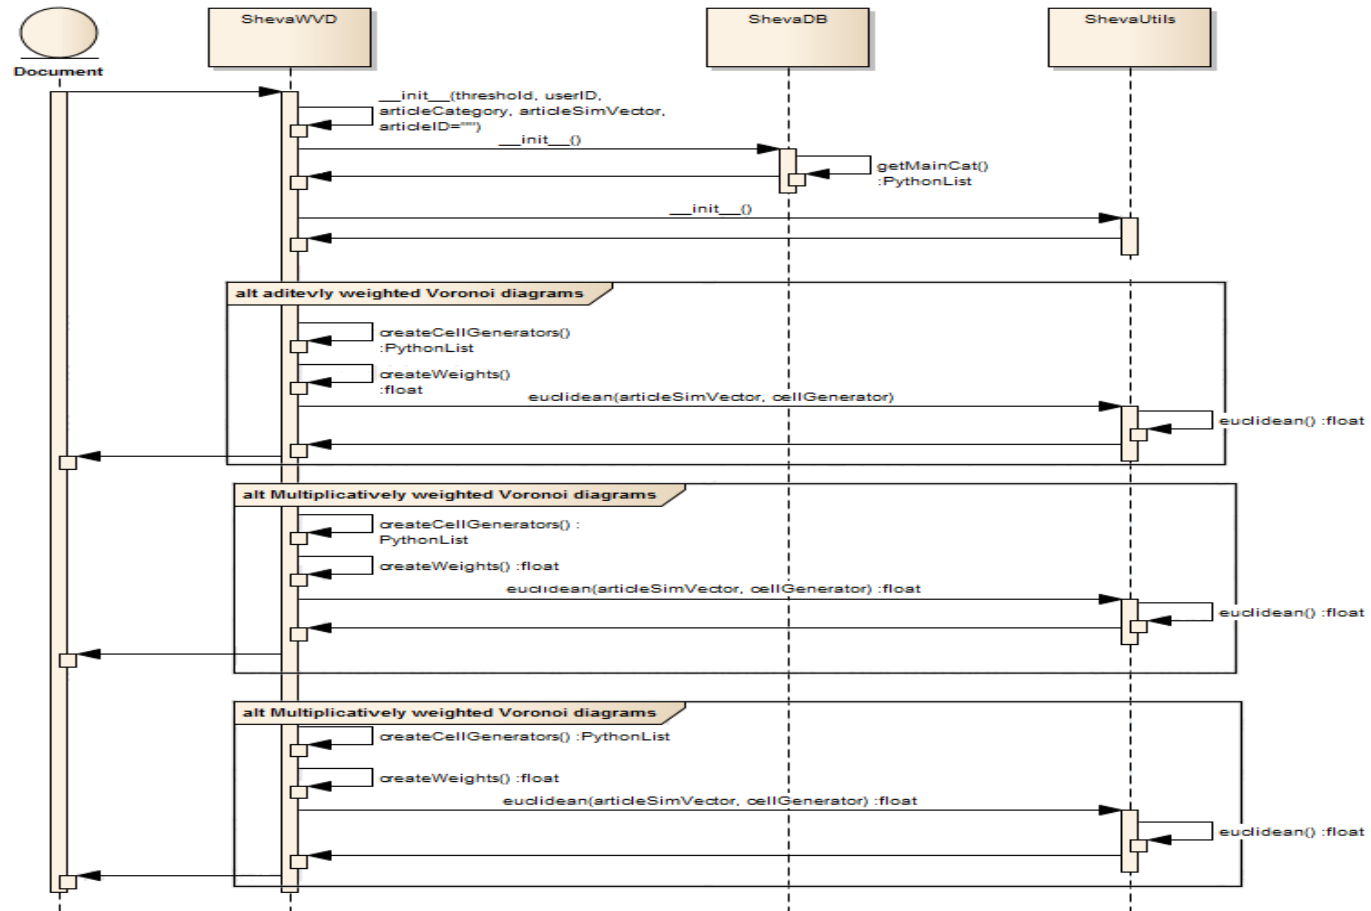 ShevaWVD
ShevaDB
ShevaUtils
Document
__init__(threshold, userID,
articleCategory, articleSimVector,
articleID="")
__init__()
getMainCat()
:PythonList
__init__()
alt aditevly weighted Voronoi diagrams
createCellGenerators()
:PythonList
createWeights()
:float
euclidean(articleSimVector, cellGenerator)
euclidean() :float
alt Multiplicatively weighted Voronoi diagrams
createCellGenerators() :
PythonList
createWeights() :float
euclidean(articleSimVector, cellGenerator) :float
euclidean() :float
alt Multiplicatively weighted Voronoi diagrams
createCellGenerators() :PythonList
createWeights() :float
euclidean(articleSimVector, cellGenerator) :float
euclidean() :float